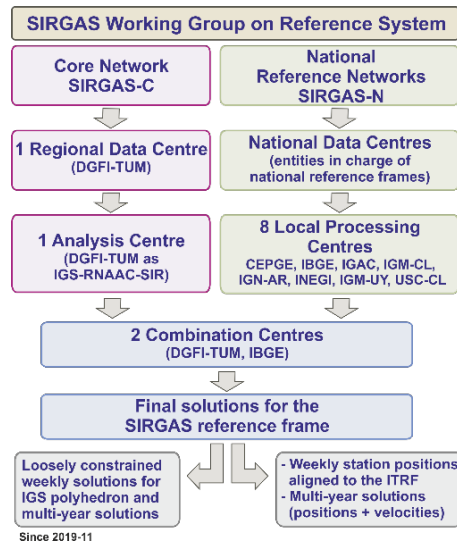 SIRGAS Working Group on Reference System
Core Network
SIRGAS-C
National
Reference Networks
SIRGAS-N
1 Regional Data Centre
(DGFI-TUM)
National Data Centres
(entities in charge of
national reference frames)
1 Analysis Centre
(DGFI-TUM as
IGS-RNAAC-SIR)
8 Local Processing
Centres
CEPGE, IBGE, IGAC, IGM-CL,
IGN-AR, INEGI, IGM-UY, USC-CL
2 Combination Centres
(DGFI-TUM, IBGE)
Final solutions for the
SIRGAS reference frame
Loosely constrained
weekly solutions for
IGS polyhedron and
multi-year solutions
- Weekly station positions
aligned to the ITRF
- Multi-year solutions
(positions + velocities)
Since 2019-11